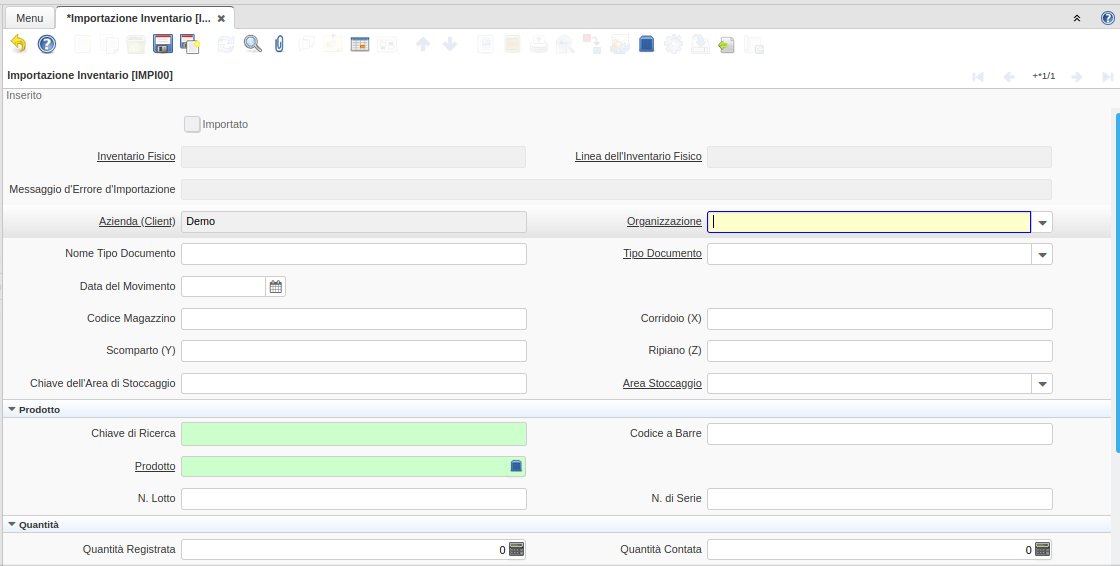 Menu *Importazione Inventario [I...
Importazione Inventario [IMPI00] +*1/1
Inserito
Importato
Inventario Fisico Linea dell'Inventario Fisico
Messaggio d'Errore d'Importazione
Azienda (Client) Demo Organizzazione
Nome Tipo Documento Tipo Documento
Data del Movimento
Codice Magazzino Corridoio (X)
Scomparto (Y) Ripiano (Z)
Chiave dell'Area di Stoccaggio Area Stoccaggio
Prodotto
Chiave di Ricerca Codice a Barre
Prodotto
N. Lotto N. di Serie
Quantità
Quantità Registrata 0 Quantità Contata 0